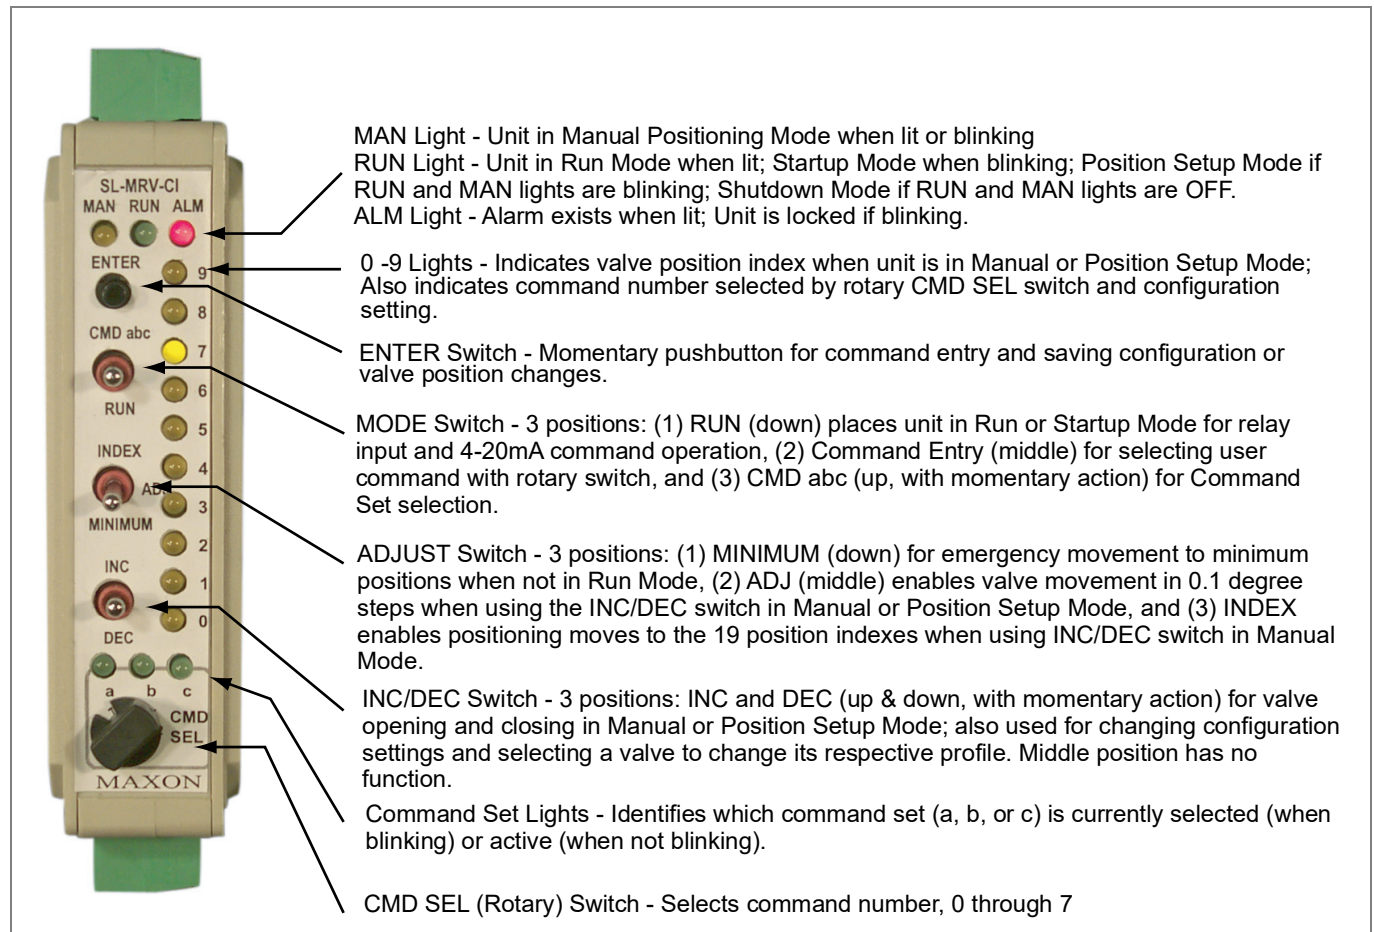 SL-MRV-CI
MAN RUN ALM
ENTER
9
8
CMD abc
7
6
RUN
5
INDEX
4
AD
3
MINIMUM
2
INC
1
0
DEC
a b c
CMD
SEL
MAXON
MAN Light - Unit in Manual Positioning Mode when lit or blinking
RUN Light - Unit in Run Mode when lit; Startup Mode when blinking; Position Setup Mode if
RUN and MAN lights are blinking; Shutdown Mode if RUN and MAN lights are OFF.
ALM Light - Alarm exists when lit; Unit is locked if blinking.
0 -9 Lights - Indicates valve position index when unit is in Manual or Position Setup Mode;
Also indicates command number selected by rotary CMD SEL switch and configuration
setting.
ENTER Switch - Momentary pushbutton for command entry and saving configuration or
valve position changes.
MODE Switch - 3 positions: (1) RUN (down) places unit in Run or Startup Mode for relay
input and 4-20mA command operation, (2) Command Entry (middle) for selecting user
command with rotary switch, and (3) CMD abc (up, with momentary action) for Command
Set selection.
ADJUST Switch - 3 positions: (1) MINIMUM (down) for emergency movement to minimum
positions when not in Run Mode, (2) ADJ (middle) enables valve movement in 0.1 degree
steps when using the INC/DEC switch in Manual or Position Setup Mode, and (3) INDEX
enables positioning moves to the 19 position indexes when using INC/DEC switch in Manual
Mode.
INC/DEC Switch - 3 positions: INC and DEC (up & down, with momentary action) for valve
opening and closing in Manual or Position Setup Mode; also used for changing configuration
settings and selecting a valve to change its respective profile. Middle position has no
function.
Command Set Lights - Identifies which command set (a, b, or c) is currently selected (when
blinking) or active (when not blinking).
CMD SEL (Rotary) Switch - Selects command number, 0 through 7